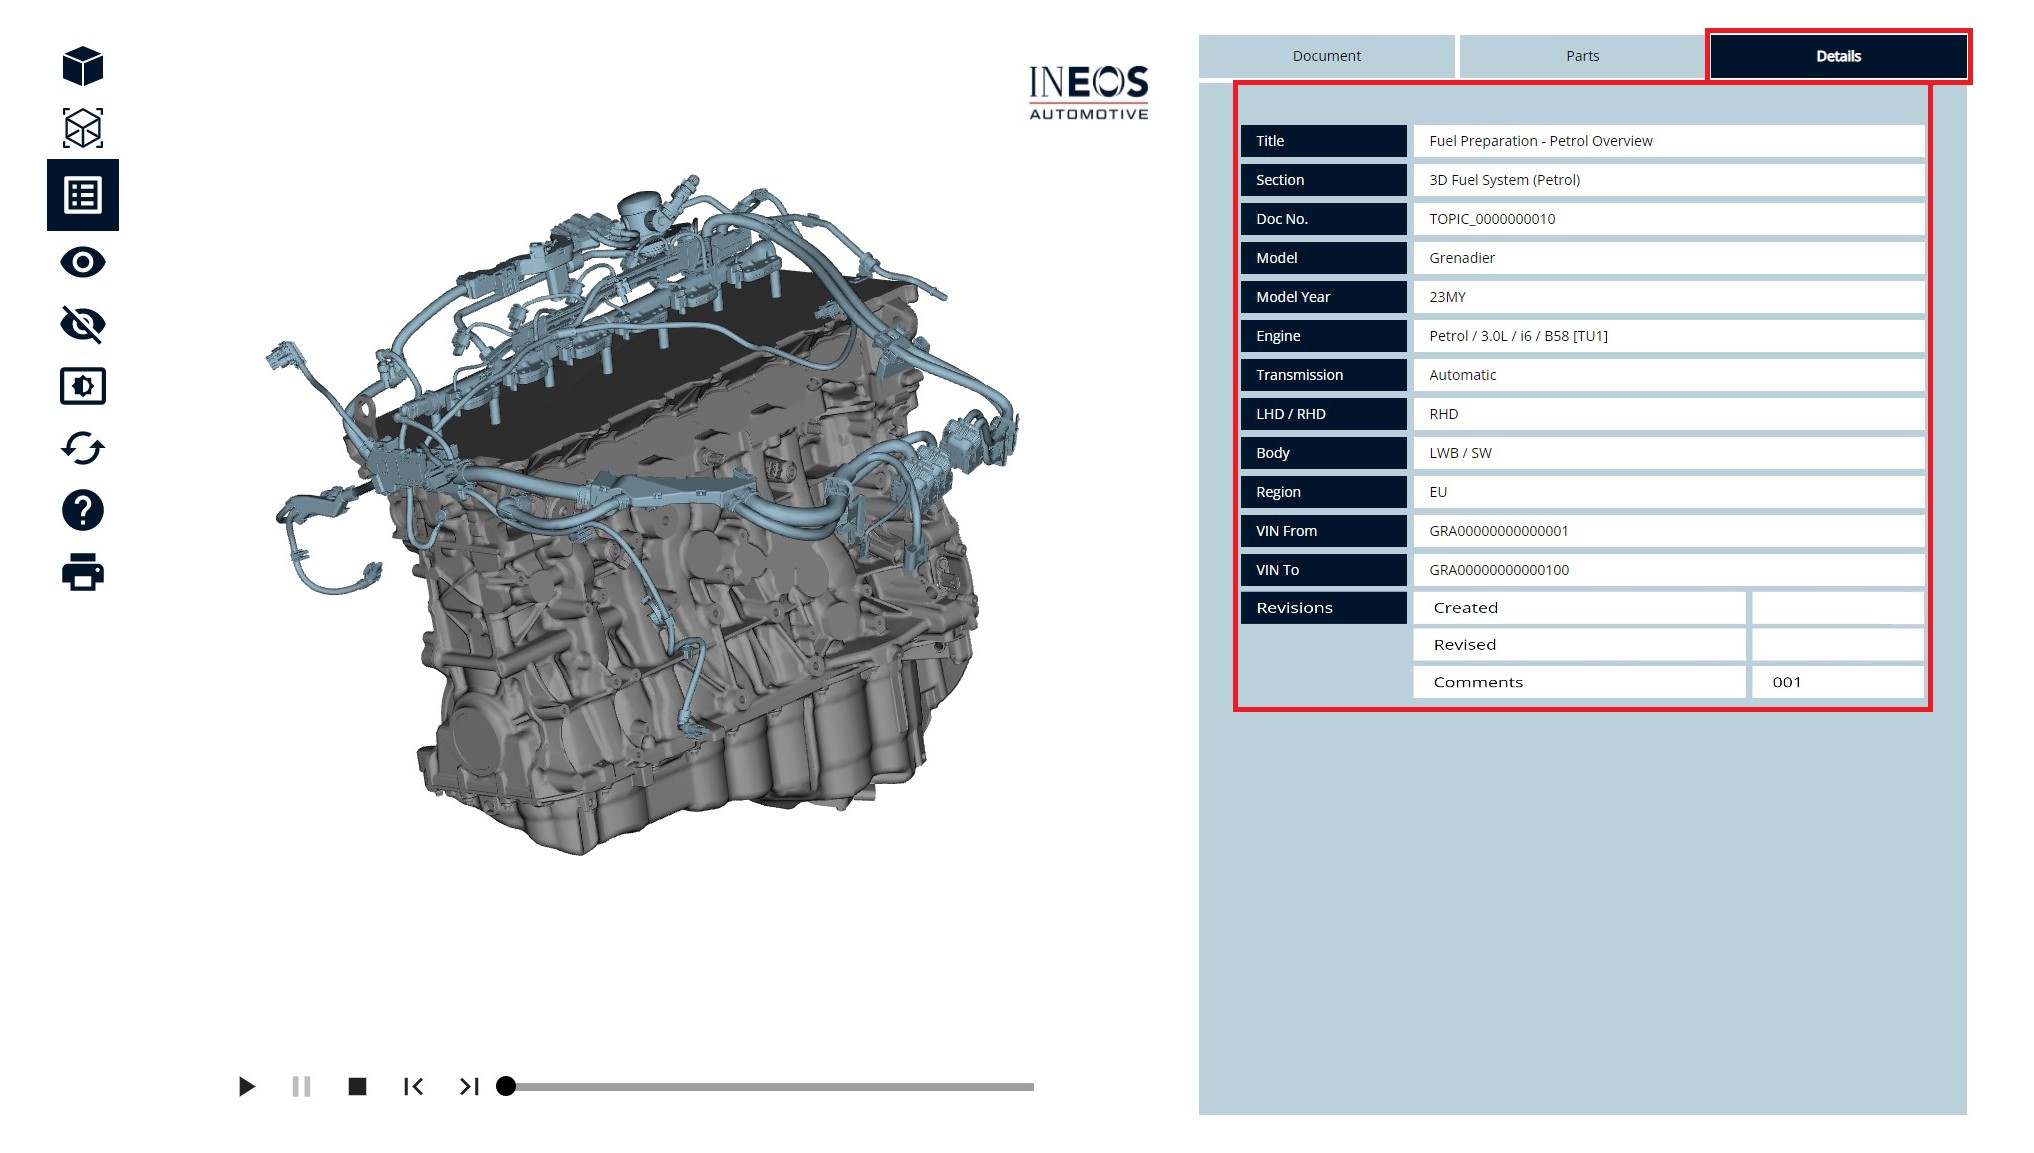 INEOS
AUTOMOTIVE
Document Parts Details
Title Fuel Preparation - Petrol Overview
Section 3D Fuel System (Petrol)
Doc No. TOPIC_0000000010
Model Grenadier
Model Year 23MY
Engine Petrol / 3.0L / i6 / B58 [TU1]
Transmission Automatic
LHD / RHD RHD
Body LWB / SW
Region EU
VIN From GRA00000000000001
VIN To GRA00000000000100
Revisions Created
Revised
Comments 001